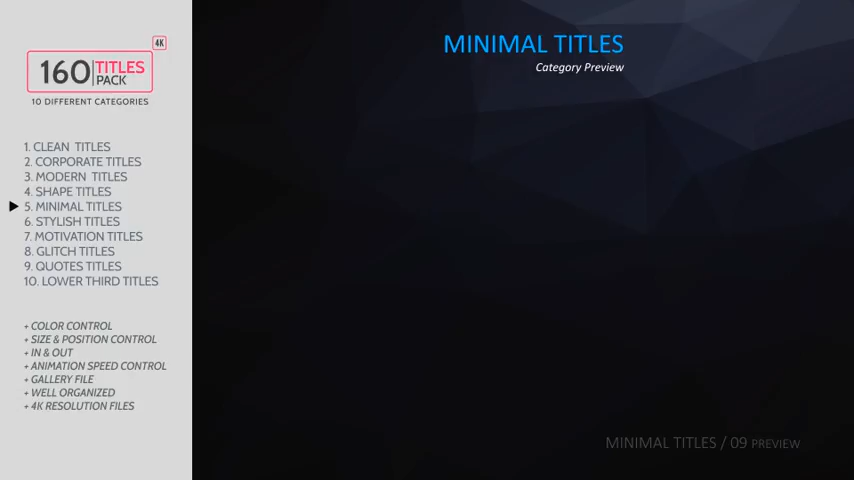 4K
160 TITLES
PACK
10 DIFFERENT CATEGORIES
1. CLEAN TITLES
2. CORPORATE TITLES
3. MODERN TITLES
4. SHAPE TITLES
5. MINIMAL TITLES
6. STYLISH TITLES
7. MOTIVATION TITLES
8. GLITCH TITLES
9. QUOTES TITLES
10. LOWER THIRD TITLES
+ COLOR CONTROL
+ SIZE & POSITION CONTROL
+ IN & OUT
+ ANIMATION SPEED CONTROL
+ GALLERY FILE
+ WELL ORGANIZED
+ 4K RESOLUTION FILES
MINIMAL TITLES
Category Preview
MINIMAL TITLES / 09 PREVIEW